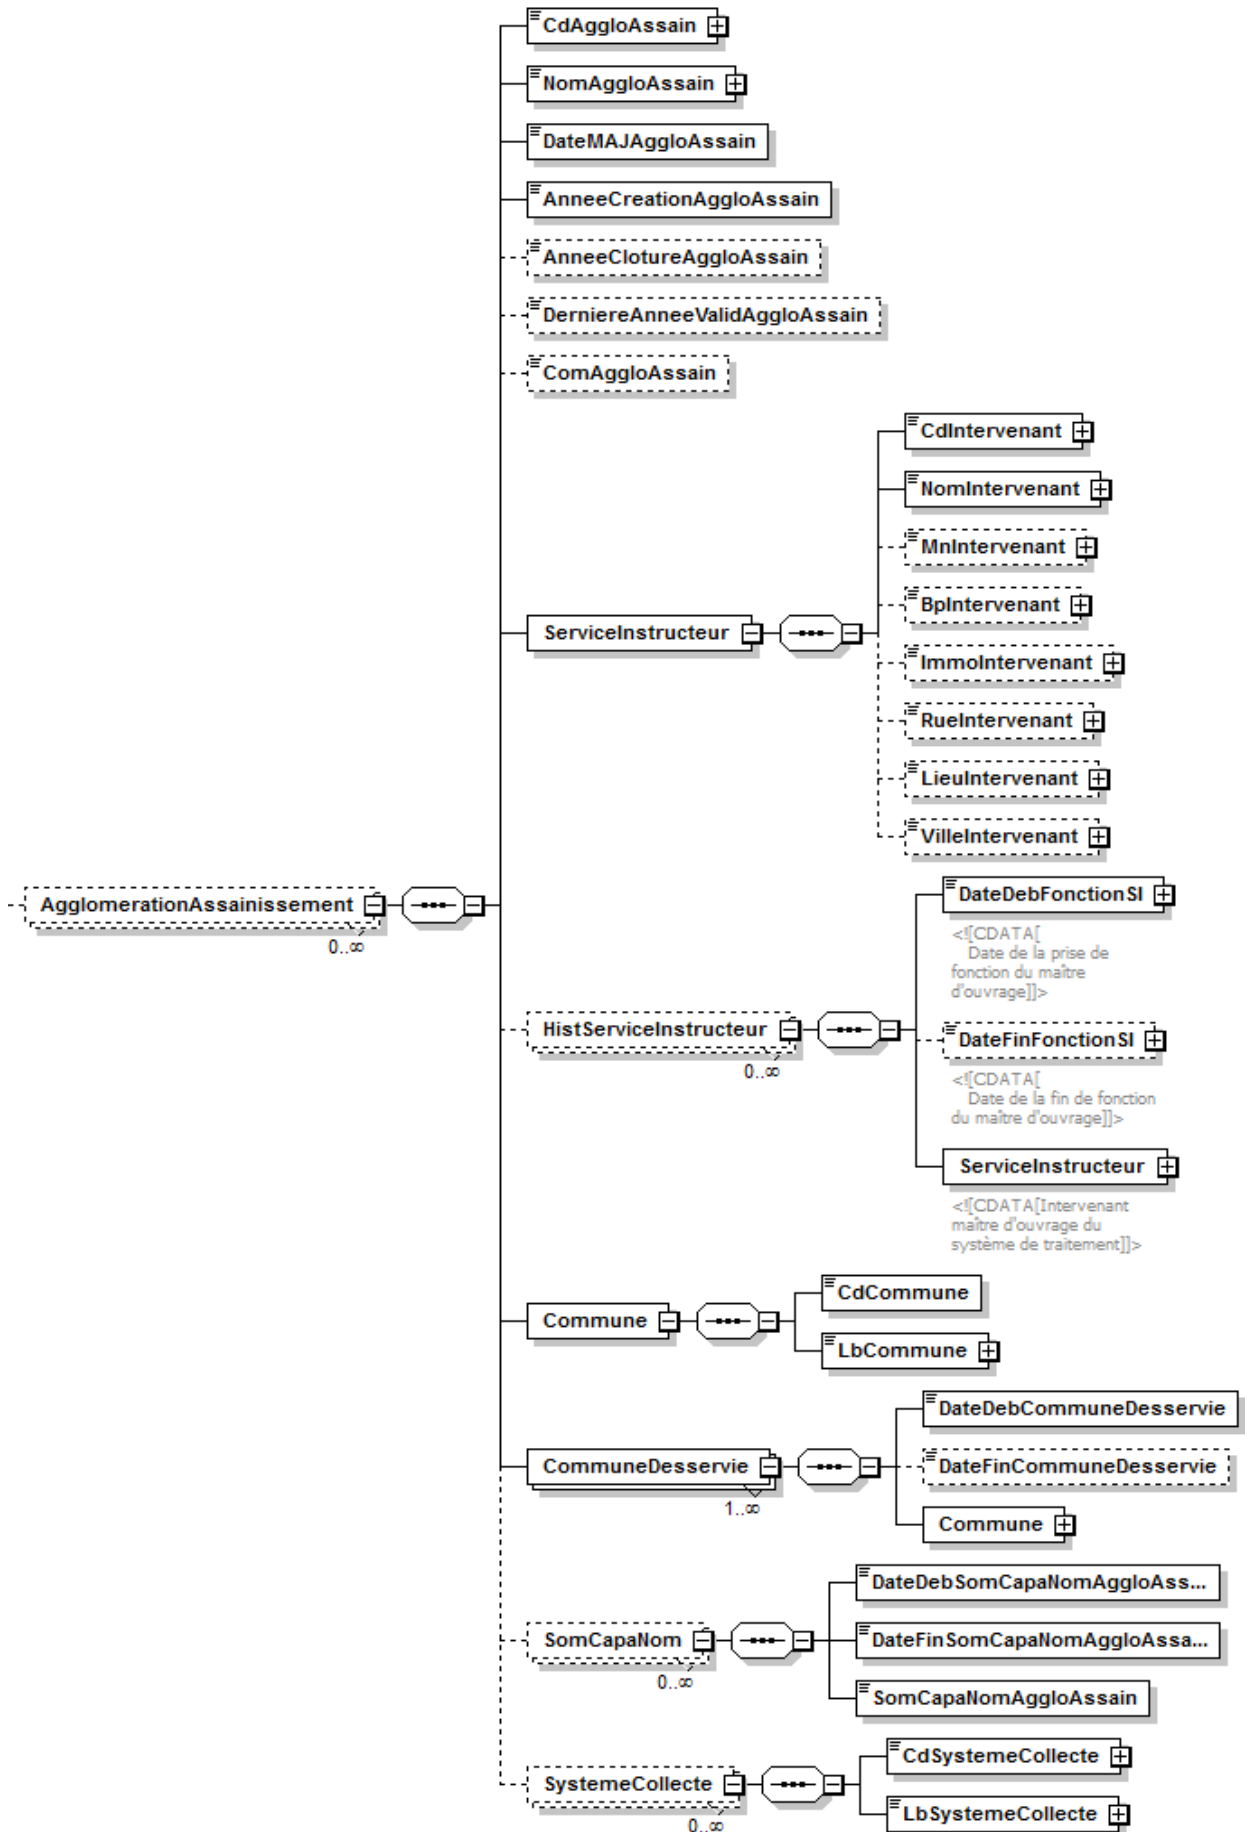 CdAggloAssain
NomAggloAssain
DateMAJAggloAssain
AnneeCreationAggloAssain
AnneeClotureAggloAssain
DerniereAnneeValidAggloAssain
ComAggloAssain
CdIntervenant
NomIntervenant
MnIntervenant
BpIntervenant
ServiceInstructeur
ImmoIntervenant
RueIntervenant
LieuIntervenant
VilleIntervenant
AgglomerationAssainissement
0..∞
DateDebFonctionSI
<![CDATA[
Date de la prise de
fonction du maître
d'ouvrage]]>
HistServiceInstructeur
0..∞
DateFinFonctionSI
<![CDATA[
Date de la fin de fonction
du maître d'ouvrage]]>
ServiceInstructeur
<![CDATA[Intervenant
maître d'ouvrage du
système de traitement]]>
Commune
CdCommune
LbCommune
CommuneDesservie
1..∞
DateDebCommuneDesservie
DateFinCommuneDesservie
Commune
SomCapaNom
0..∞
DateDebSomCapaNomAggloAss...
DateFinSomCapaNomAggloAssa...
SomCapaNomAggloAssain
SystemeCollecte
0..∞
CdSystemeCollecte
LbSystemeCollecte